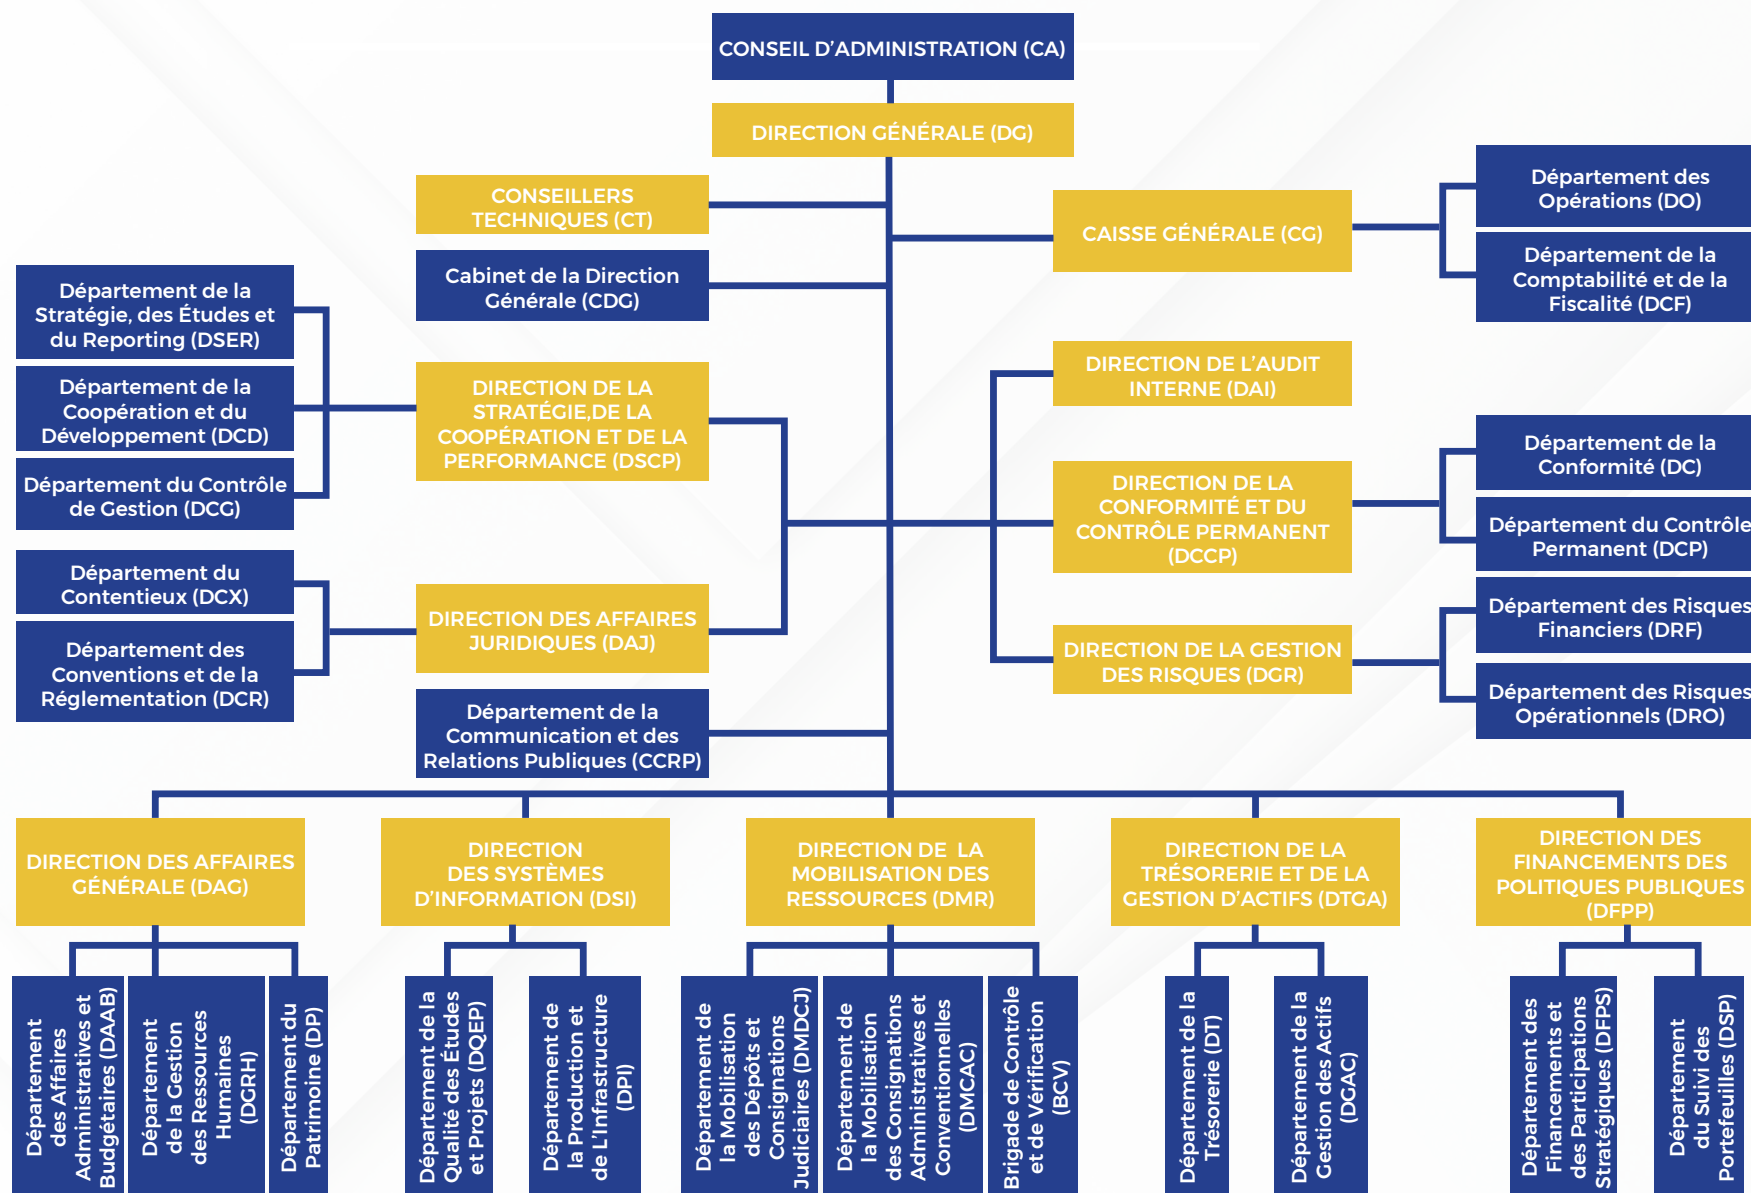 CONSEIL D’ADMINISTRATION (CA)
DIRECTION GÉNÉRALE (DG)
CONSEILLERS
TECHNIQUES (CT)
CAISSE GÉNÉRALE (CG)
Département des
Opérations (DO)
Département de la
Comptabilité et de la
Fiscalité (DCF)
Cabinet de la Direction
Générale (CDG)
Département de la
Stratégie, des Études et
du Reporting (DSER)
Département de la
Coopération et du
Développement (DCD)
Département du Contrôle
de Gestion (DCG)
DIRECTION DE LA
STRATÉGIE,DE LA
COOPÉRATION ET DE LA
PERFORMANCE (DSCP)
DIRECTION DE L’AUDIT
INTERNE (DAI)
DIRECTION DE LA
CONFORMITÉ ET DU
CONTRÔLE PERMANENT
(DCCP)
Département de la
Conformité (DC)
Département du Contrôle
Permanent (DCP)
Département du
Contentieux (DCX)
Département des
Conventions et de la
Réglementation (DCR)
DIRECTION DES AFFAIRES
JURIDIQUES (DAJ)
DIRECTION DE LA GESTION
DES RISQUES (DGR)
Département des Risques
Financiers (DRF)
Département des Risques
Opérationnels (DRO)
Département de la
Communication et des
Relations Publiques (CCRP)
DIRECTION DES AFFAIRES
GÉNÉRALE (DAG)
DIRECTION
DES SYSTÈMES
D’INFORMATION (DSI)
DIRECTION DE  LA
MOBILISATION DES
RESSOURCES (DMR)
DIRECTION DE LA
TRÉSORERIE ET DE LA
GESTION D’ACTIFS (DTGA)
DIRECTION DES
FINANCEMENTS DES
POLITIQUES PUBLIQUES
(DFPP)
Département
des Affaires
Administratives et
Budgétaires (DAAB)
Département
de la Gestion
des Ressources
Humaines
(DGRH)
Département du
Patrimoine (DP)
Département de la
Qualité des Études
et Projets (DQEP)
Département de
la Production et
de L’Infrastructure
(DPI)
Département de
la Mobilisation
des Dépôts et
Consignations
Judiciaires (DMDCJ)
Département de
la Mobilisation
des Consignations
Administratives et
Conventionnelles
(DMCAC)
Brigade de Contrôle
et de Vérification
(BCV)
Département de la
Trésorerie (DT)
Département de la
Gestion des Actifs
(DGAC)
Département des
Financements et
des Participations
Stratégiques (DFPS)
Département
du Suivi des
Portefeuilles (DSP)